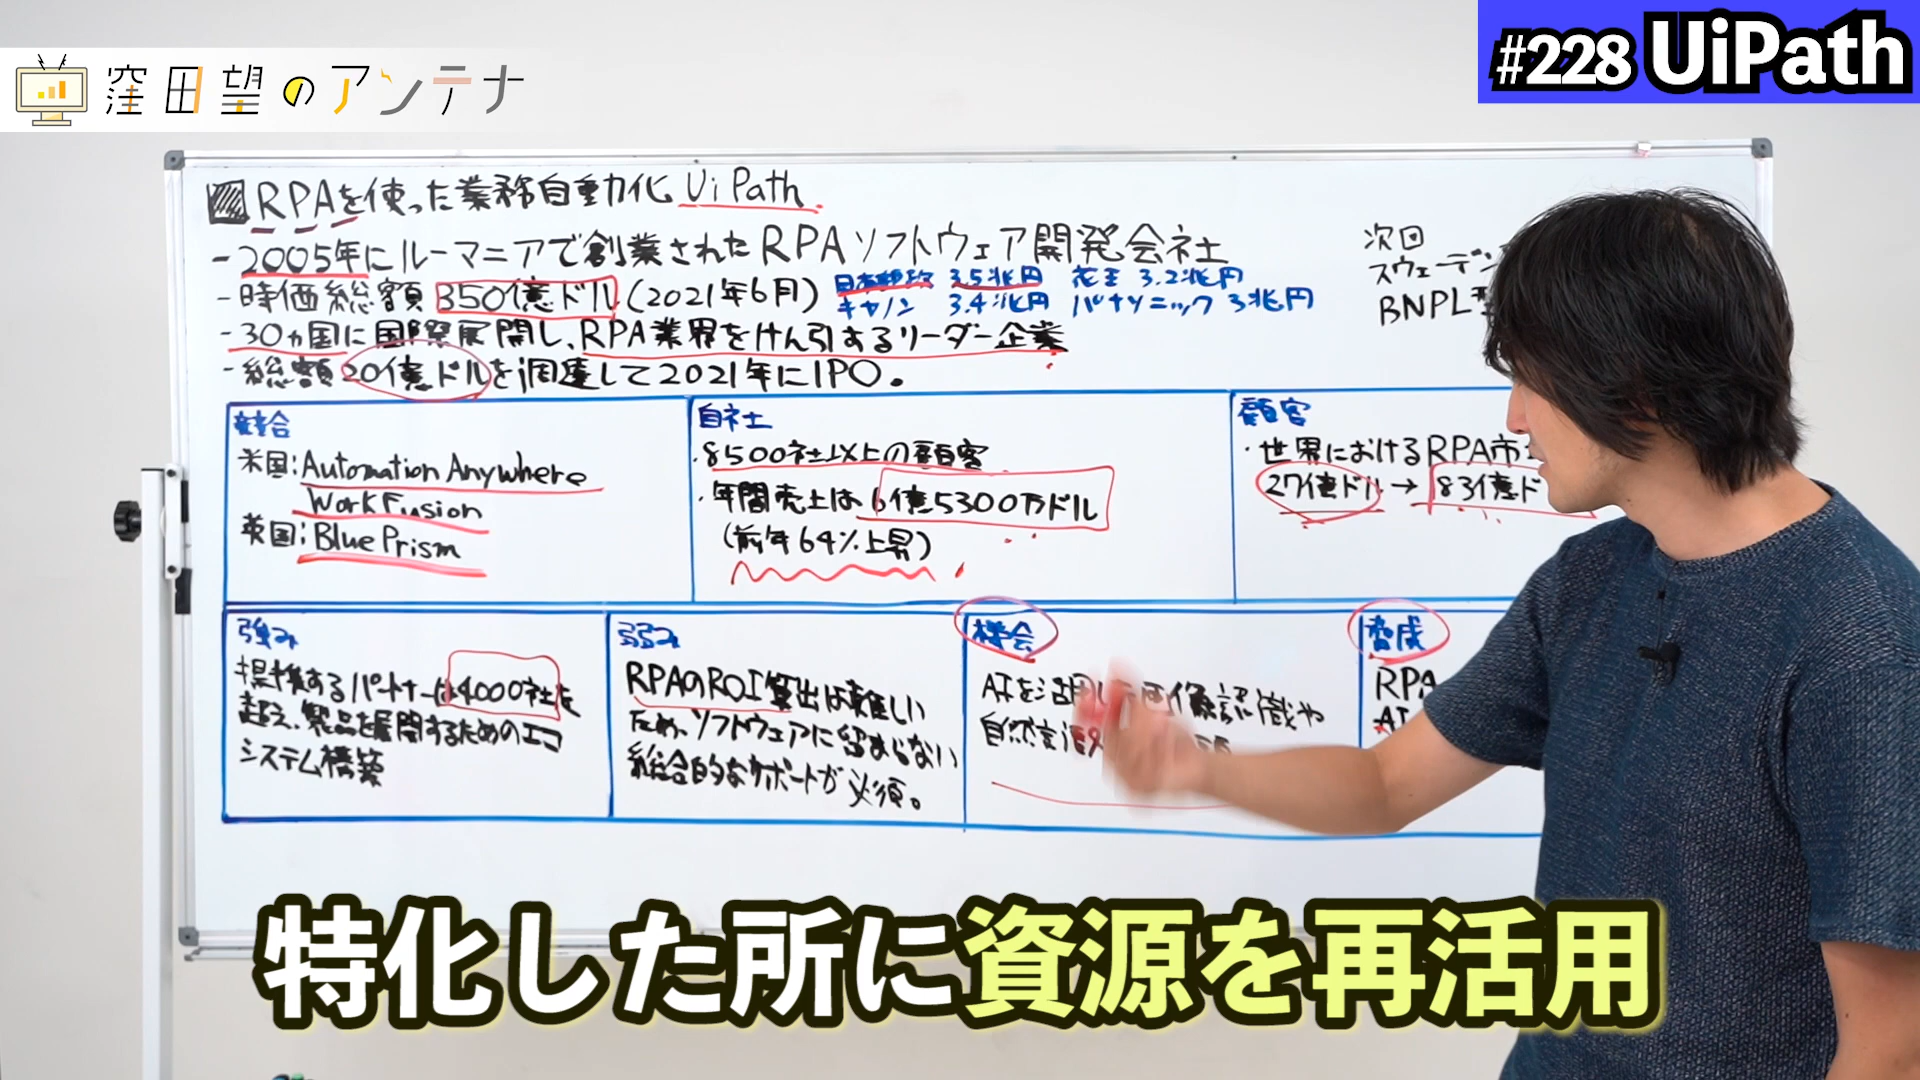 #228 UiPath
窪田望のアンテナ
RPAを使った業務自動化 UiPath
- 2005年にルーマニアで創業されたRPAソフトウェア開発会社
- 時価総額 350億ドル (2021年6月)
3.5兆円 花王 3.2兆円
キヤノン 3.4兆円 パナソニック 3兆円
- 30ヵ国に国際展開し、RPA業界をけん引するリーダー企業
- 総額20億ドルを調達して2021年にIPO。
次回
スウェーデン
BNPL
競合
米国:Automation Anywhere
WorkFusion
英国:Blue Prism
自社
・8500社以上の顧客
・年間売上は6億5300万ドル
(前年64%上昇)
顧客
・世界におけるRPA市
27億ドル → 83億ド
強み
提携するパートナーは4000社を
超え、製品を展開するためのエコ
システム構築
弱み
RPAのROI算出は難しい
ため、ソフトウェアに留まらない
総合的なサポートが必須。
機会
AIを活用した画像認識や
自然言
脅威
RPA
AI
特化した所に資源を再活用